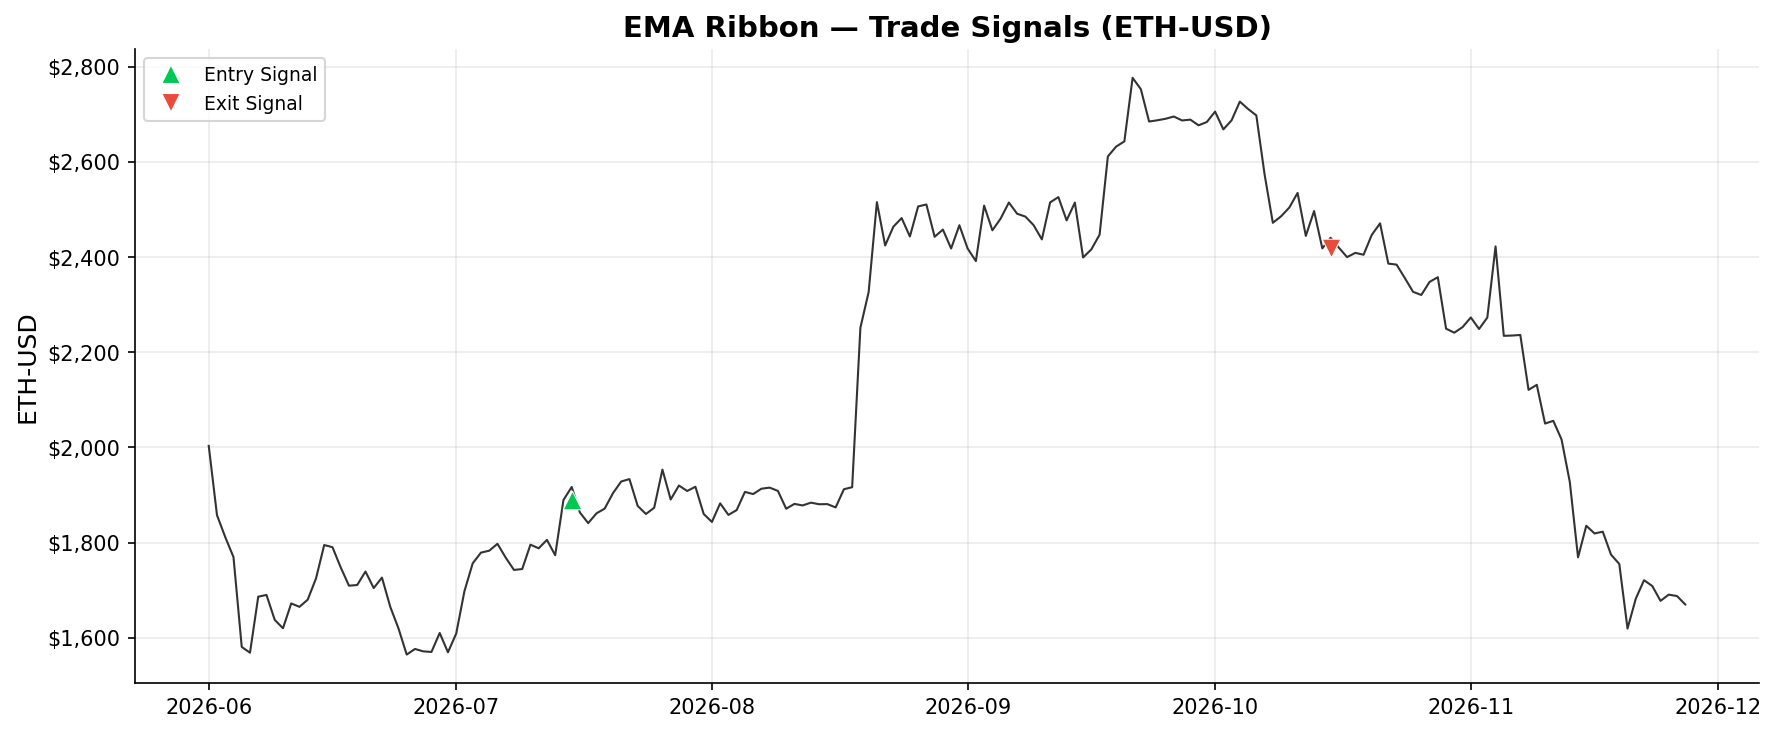 EMA Ribbon — Trade Signals (ETH-USD)
Entry Signal
Exit Signal
ETH-USD
$2,800
$2,600
$2,400
$2,200
$2,000
$1,800
$1,600
2026-06 2026-07 2026-08 2026-09 2026-10 2026-11 2026-12